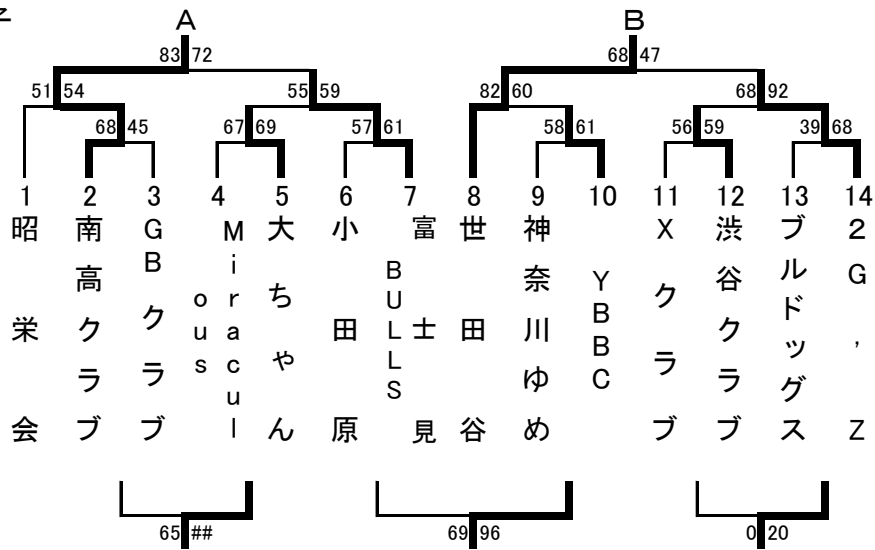 A B
83 72 68 47
51 54 55 59 82 60 68 92
68 45 67 69 57 61 58 61 56 59 39 68
1 2 3 4 5 6 7 8 9 10 11 12 13 14
昭栄会
南高クラブ
GBクラブ
Miraculous
大ちゃん
小田原
富士見BULLS
世田谷
神奈川ゆめ
YBBC
Xクラブ
渋谷クラブ
ブルドッグス
2G,Z
65 ## 69 96 0 20